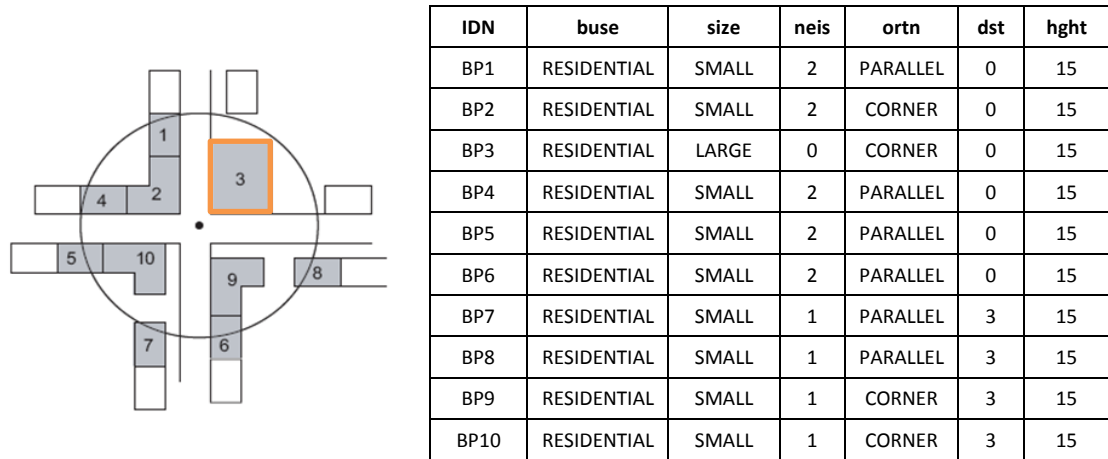 1
2
3
4
5
10
9
8
7
6
IDN buse size neis ortn dst hght
BP1 RESIDENTIAL SMALL 2 PARALLEL 0 15
BP2 RESIDENTIAL SMALL 2 CORNER 0 15
BP3 RESIDENTIAL LARGE 0 CORNER 0 15
BP4 RESIDENTIAL SMALL 2 PARALLEL 0 15
BP5 RESIDENTIAL SMALL 2 PARALLEL 0 15
BP6 RESIDENTIAL SMALL 2 PARALLEL 0 15
BP7 RESIDENTIAL SMALL 1 PARALLEL 3 15
BP8 RESIDENTIAL SMALL 1 PARALLEL 3 15
BP9 RESIDENTIAL SMALL 1 CORNER 3 15
BP10 RESIDENTIAL SMALL 1 CORNER 3 15